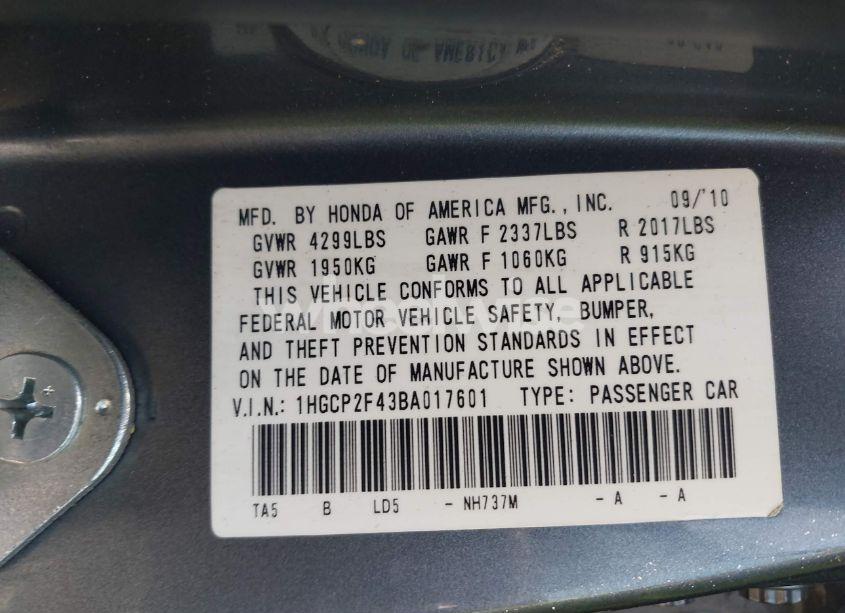 MFD. BY HONDA OF AMERICA MFG., INC. 09/'10
GVWR 4299LBS GAWR F 2337LBS R 2017LBS
GVWR 1950KG GAWR F 1060KG R 915KG
THIS VEHICLE CONFORMS TO ALL APPLICABLE
FEDERAL MOTOR VEHICLE SAFETY, BUMPER,
AND THEFT PREVENTION STANDARDS IN EFFECT
ON THE DATE OF MANUFACTURE SHOWN ABOVE.
V.I.N.: 1HGCP2F43BA017601 TYPE: PASSENGER CAR
TA5 B LD5 - NH737M - A - A